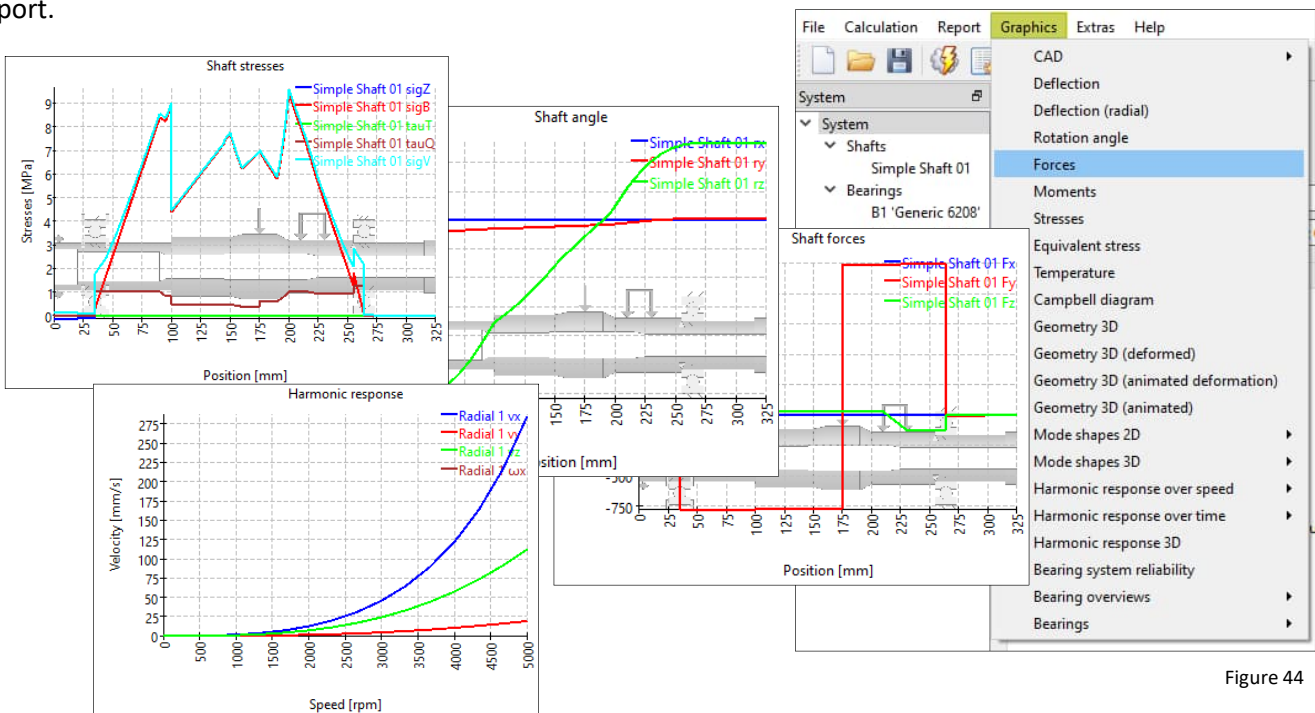 port.
File Calculation Report Graphics Extras Help
System
System
Shafts
Simple Shaft 01
Bearings
B1 'Generic 6208'
CAD
Deflection
Deflection (radial)
Rotation angle
Forces
Moments
Stresses
Equivalent stress
Temperature
Campbell diagram
Geometry 3D
Geometry 3D (deformed)
Geometry 3D (animated deformation)
Geometry 3D (animated)
Mode shapes 2D
Mode shapes 3D
Harmonic response over speed
Harmonic response over time
Harmonic response 3D
Bearing system reliability
Bearing overviews
Bearings
Shaft stresses
Simple Shaft 01 sigZ
Simple Shaft 01 sigB
Simple Shaft 01 tauT
Simple Shaft 01 tauQ
Simple Shaft 01 sigV
Stresses [MPa]
9
8
7
6
5
4
3
2
1
0
0 25 50 75 100 125 150 175 200 225 250 275 300 325
Position [mm]
Shaft angle
Simple Shaft 01 rx
Simple Shaft 01 ry
Simple Shaft 01 rz
150 175 200 225 250 275 300 325
sition [mm]
Shaft forces
Simple Shaft 01 Fx
Simple Shaft 01 Fy
Simple Shaft 01 Fz
-500
-750
0 25 50 75 100 125 150 175 200 225 250 275 300 325
Position [mm]
Harmonic response
Radial 1 vx
Radial 1 vy
Radial 1 vz
Radial 1 ωx
Velocity [mm/s]
275
250
225
200
175
150
125
100
75
50
25
0
0 500 1000 1500 2000 2500 3000 3500 4000 4500 5000
Speed [rpm]
Figure 44